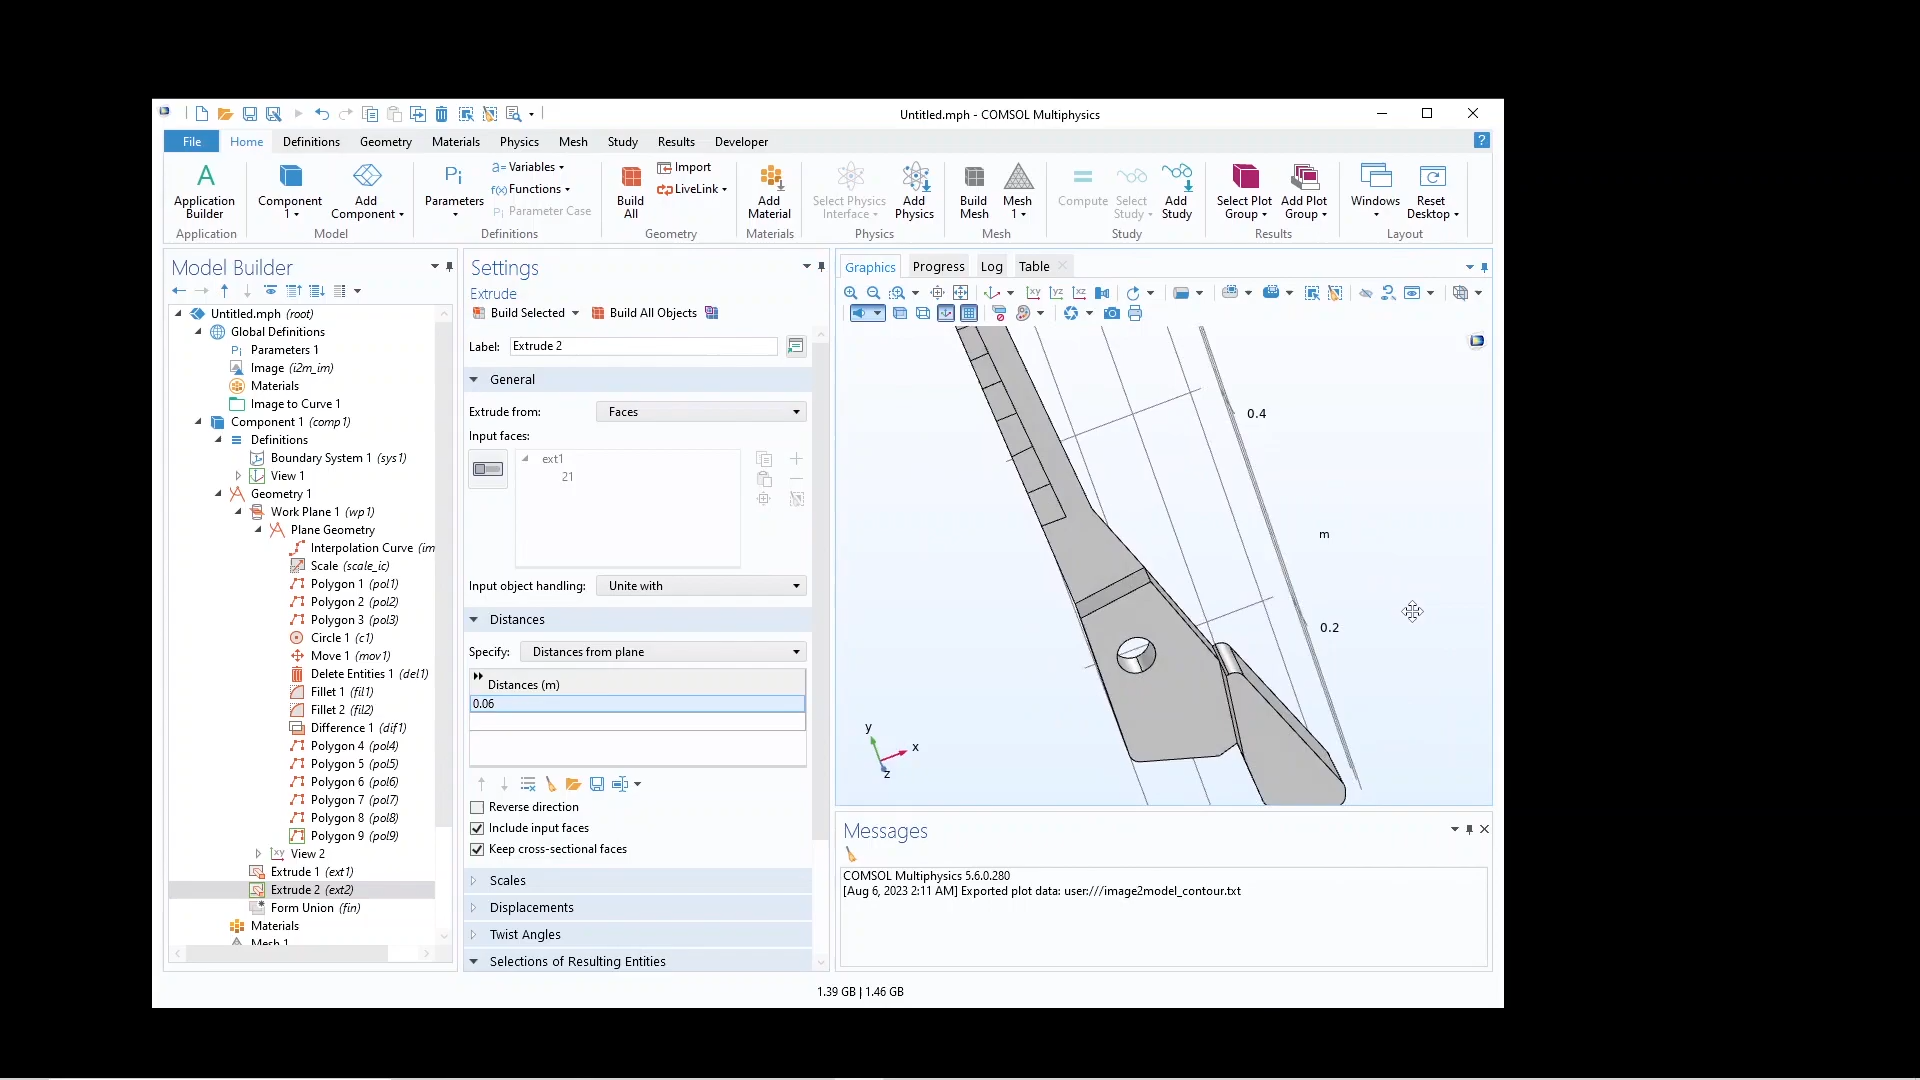 Untitled.mph - COMSOL Multiphysics
File Home Definitions Geometry Materials Physics Mesh Study Results Developer
Application Builder
Component 1
Add Component
Pi Parameters
a= Variables
f(x) Functions
Pi Parameter Case
Build All
Import
LiveLink
Add Material
Select Physics Interface
Add Physics
Build Mesh
Mesh 1
Compute
Select Study
Add Study
Select Plot Group
Add Plot Group
Windows
Reset Desktop
Application Model Definitions Geometry Materials Physics Mesh Study Results Layout
Model Builder
Untitled.mph (root)
Global Definitions
Pi Parameters 1
Image (i2m_im)
Materials
Image to Curve 1
Component 1 (comp1)
Definitions
Boundary System 1 (sys1)
View 1
Geometry 1
Work Plane 1 (wp1)
Plane Geometry
Interpolation Curve (im
Scale (scale_ic)
Polygon 1 (pol1)
Polygon 2 (pol2)
Polygon 3 (pol3)
Circle 1 (c1)
Move 1 (mov1)
Delete Entities 1 (del1)
Fillet 1 (fil1)
Fillet 2 (fil2)
Difference 1 (dif1)
Polygon 4 (pol4)
Polygon 5 (pol5)
Polygon 6 (pol6)
Polygon 7 (pol7)
Polygon 8 (pol8)
Polygon 9 (pol9)
xy View 2
Extrude 1 (ext1)
Extrude 2 (ext2)
Form Union (fin)
Materials
Mesh 1
Settings
Extrude
Build Selected Build All Objects
Label: Extrude 2
General
Extrude from: Faces
Input faces:
ext1
21
Input object handling: Unite with
Distances
Specify: Distances from plane
Distances (m)
0.06
Reverse direction
Include input faces
Keep cross-sectional faces
Scales
Displacements
Twist Angles
Selections of Resulting Entities
Graphics Progress Log Table
xy yz xz
0.4
m
0.2
y
x
z
Messages
COMSOL Multiphysics 5.6.0.280
[Aug 6, 2023 2:11 AM] Exported plot data: user:///image2model_contour.txt
1.39 GB | 1.46 GB